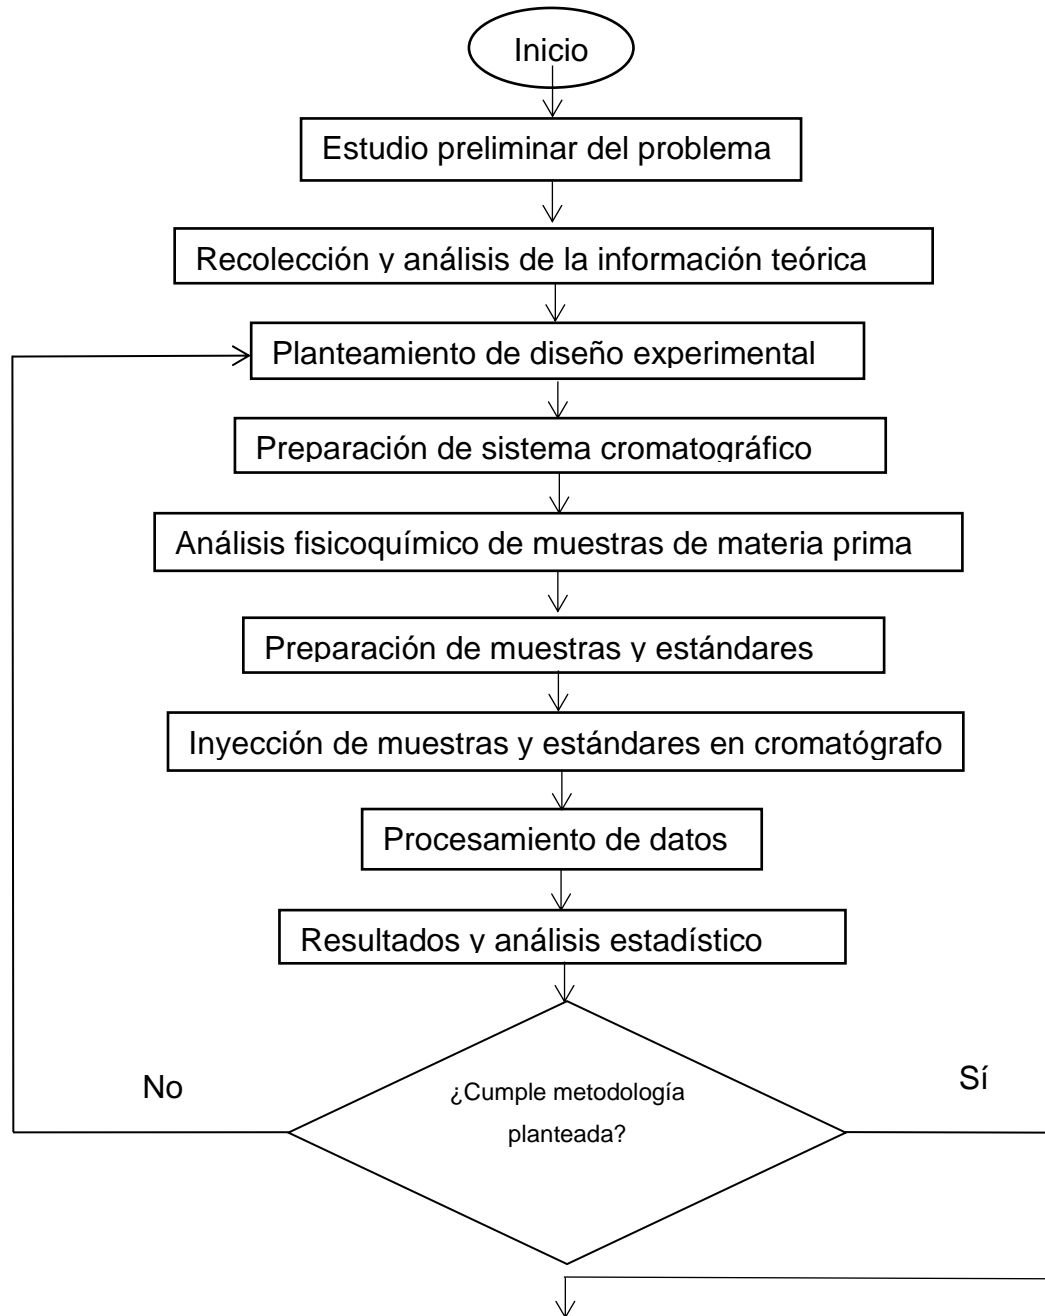 Inicio
Estudio preliminar del problema
Recolección y análisis de la información teórica
Planteamiento de diseño experimental
Preparación de sistema cromatográfico
Análisis fisicoquímico de muestras de materia prima
Preparación de muestras y estándares
Inyección de muestras y estándares en cromatógrafo
Procesamiento de datos
Resultados y análisis estadístico
No
¿Cumple metodología
planteada?
Sí